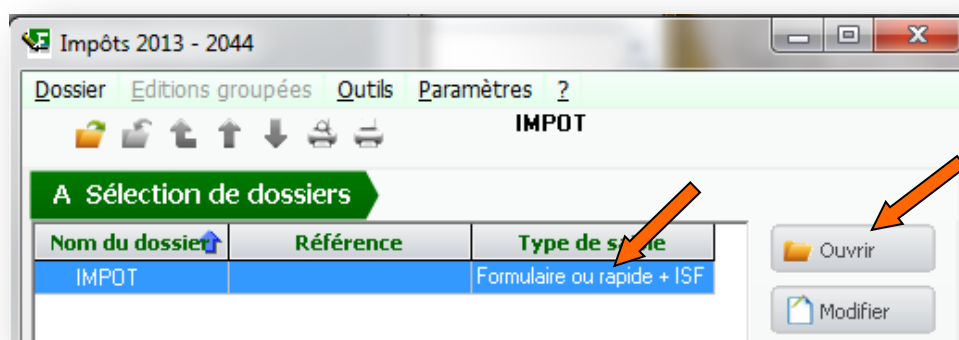 Impôts 2013 - 2044
Dossier Editions groupées Outils Paramètres ?
IMPOT
A Sélection de dossiers
Nom du dossier Référence Type de saisie
IMPOT Formulaire ou rapide + ISF
Ouvrir
Modifier